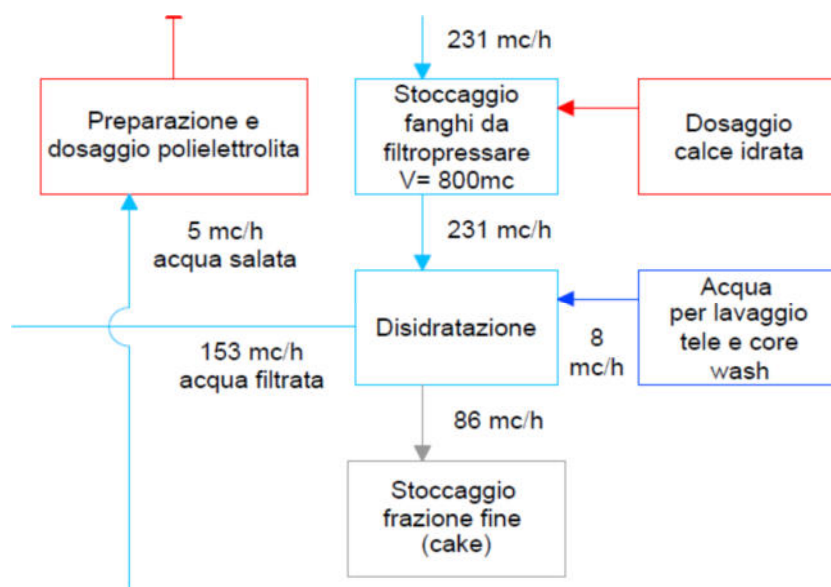 231 mc/h
Preparazione e
dosaggio polielettrolita
Stoccaggio
fanghi da
filtropressare
V= 800mc
Dosaggio
calce idrata
5 mc/h
acqua salata
231 mc/h
Disidratazione
Acqua
per lavaggio
tele e core
wash
8
mc/h
153 mc/h
acqua filtrata
86 mc/h
Stoccaggio
frazione fine
(cake)